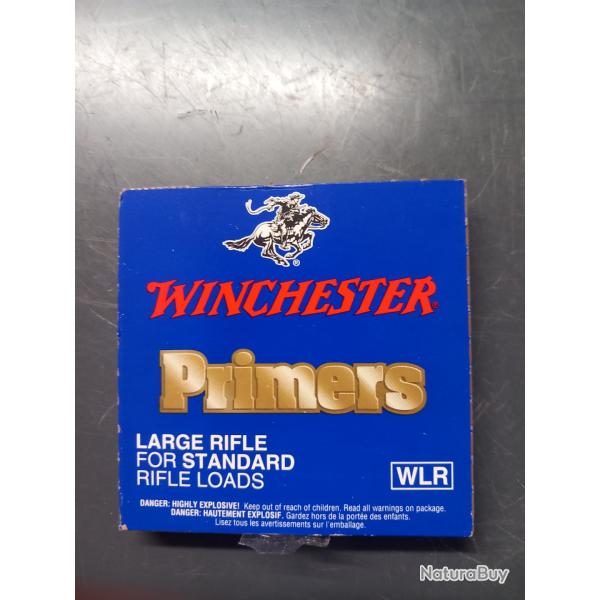 ®
WINCHESTER®
Primers
LARGE RIFLE
FOR STANDARD
RIFLE LOADS
WLR
DANGER: HIGHLY EXPLOSIVE! Keep out of reach of children. Read all warnings on package.
DANGER: HAUTEMENT EXPLOSIF. Gardez hors de la portée des enfants.
Lisez tous les avertissements sur l'emballage.
NaturaBuy